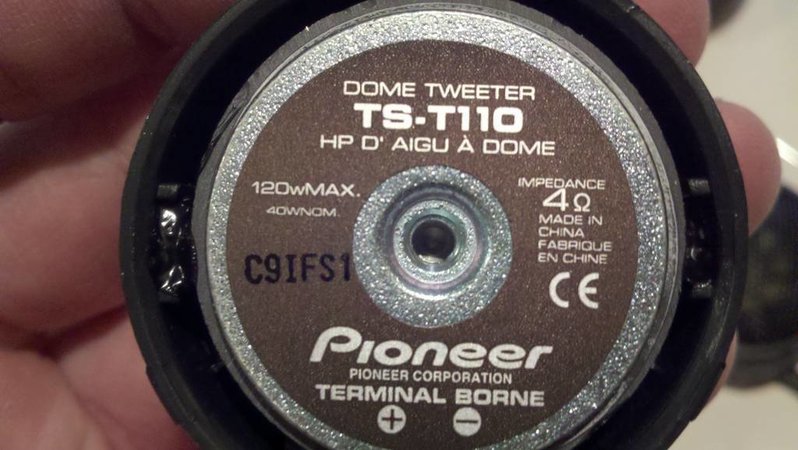 DOME TWEETER
TS-T110
HP D' AIGU À DOME
120WMAX.
40WNOM.
IMPEDANCE
4Ω
MADE IN
CHINA
FABRIQUE
EN CHINE
C9IFS1
CE
Pioneer
PIONEER CORPORATION
TERMINAL BORNE
+ −